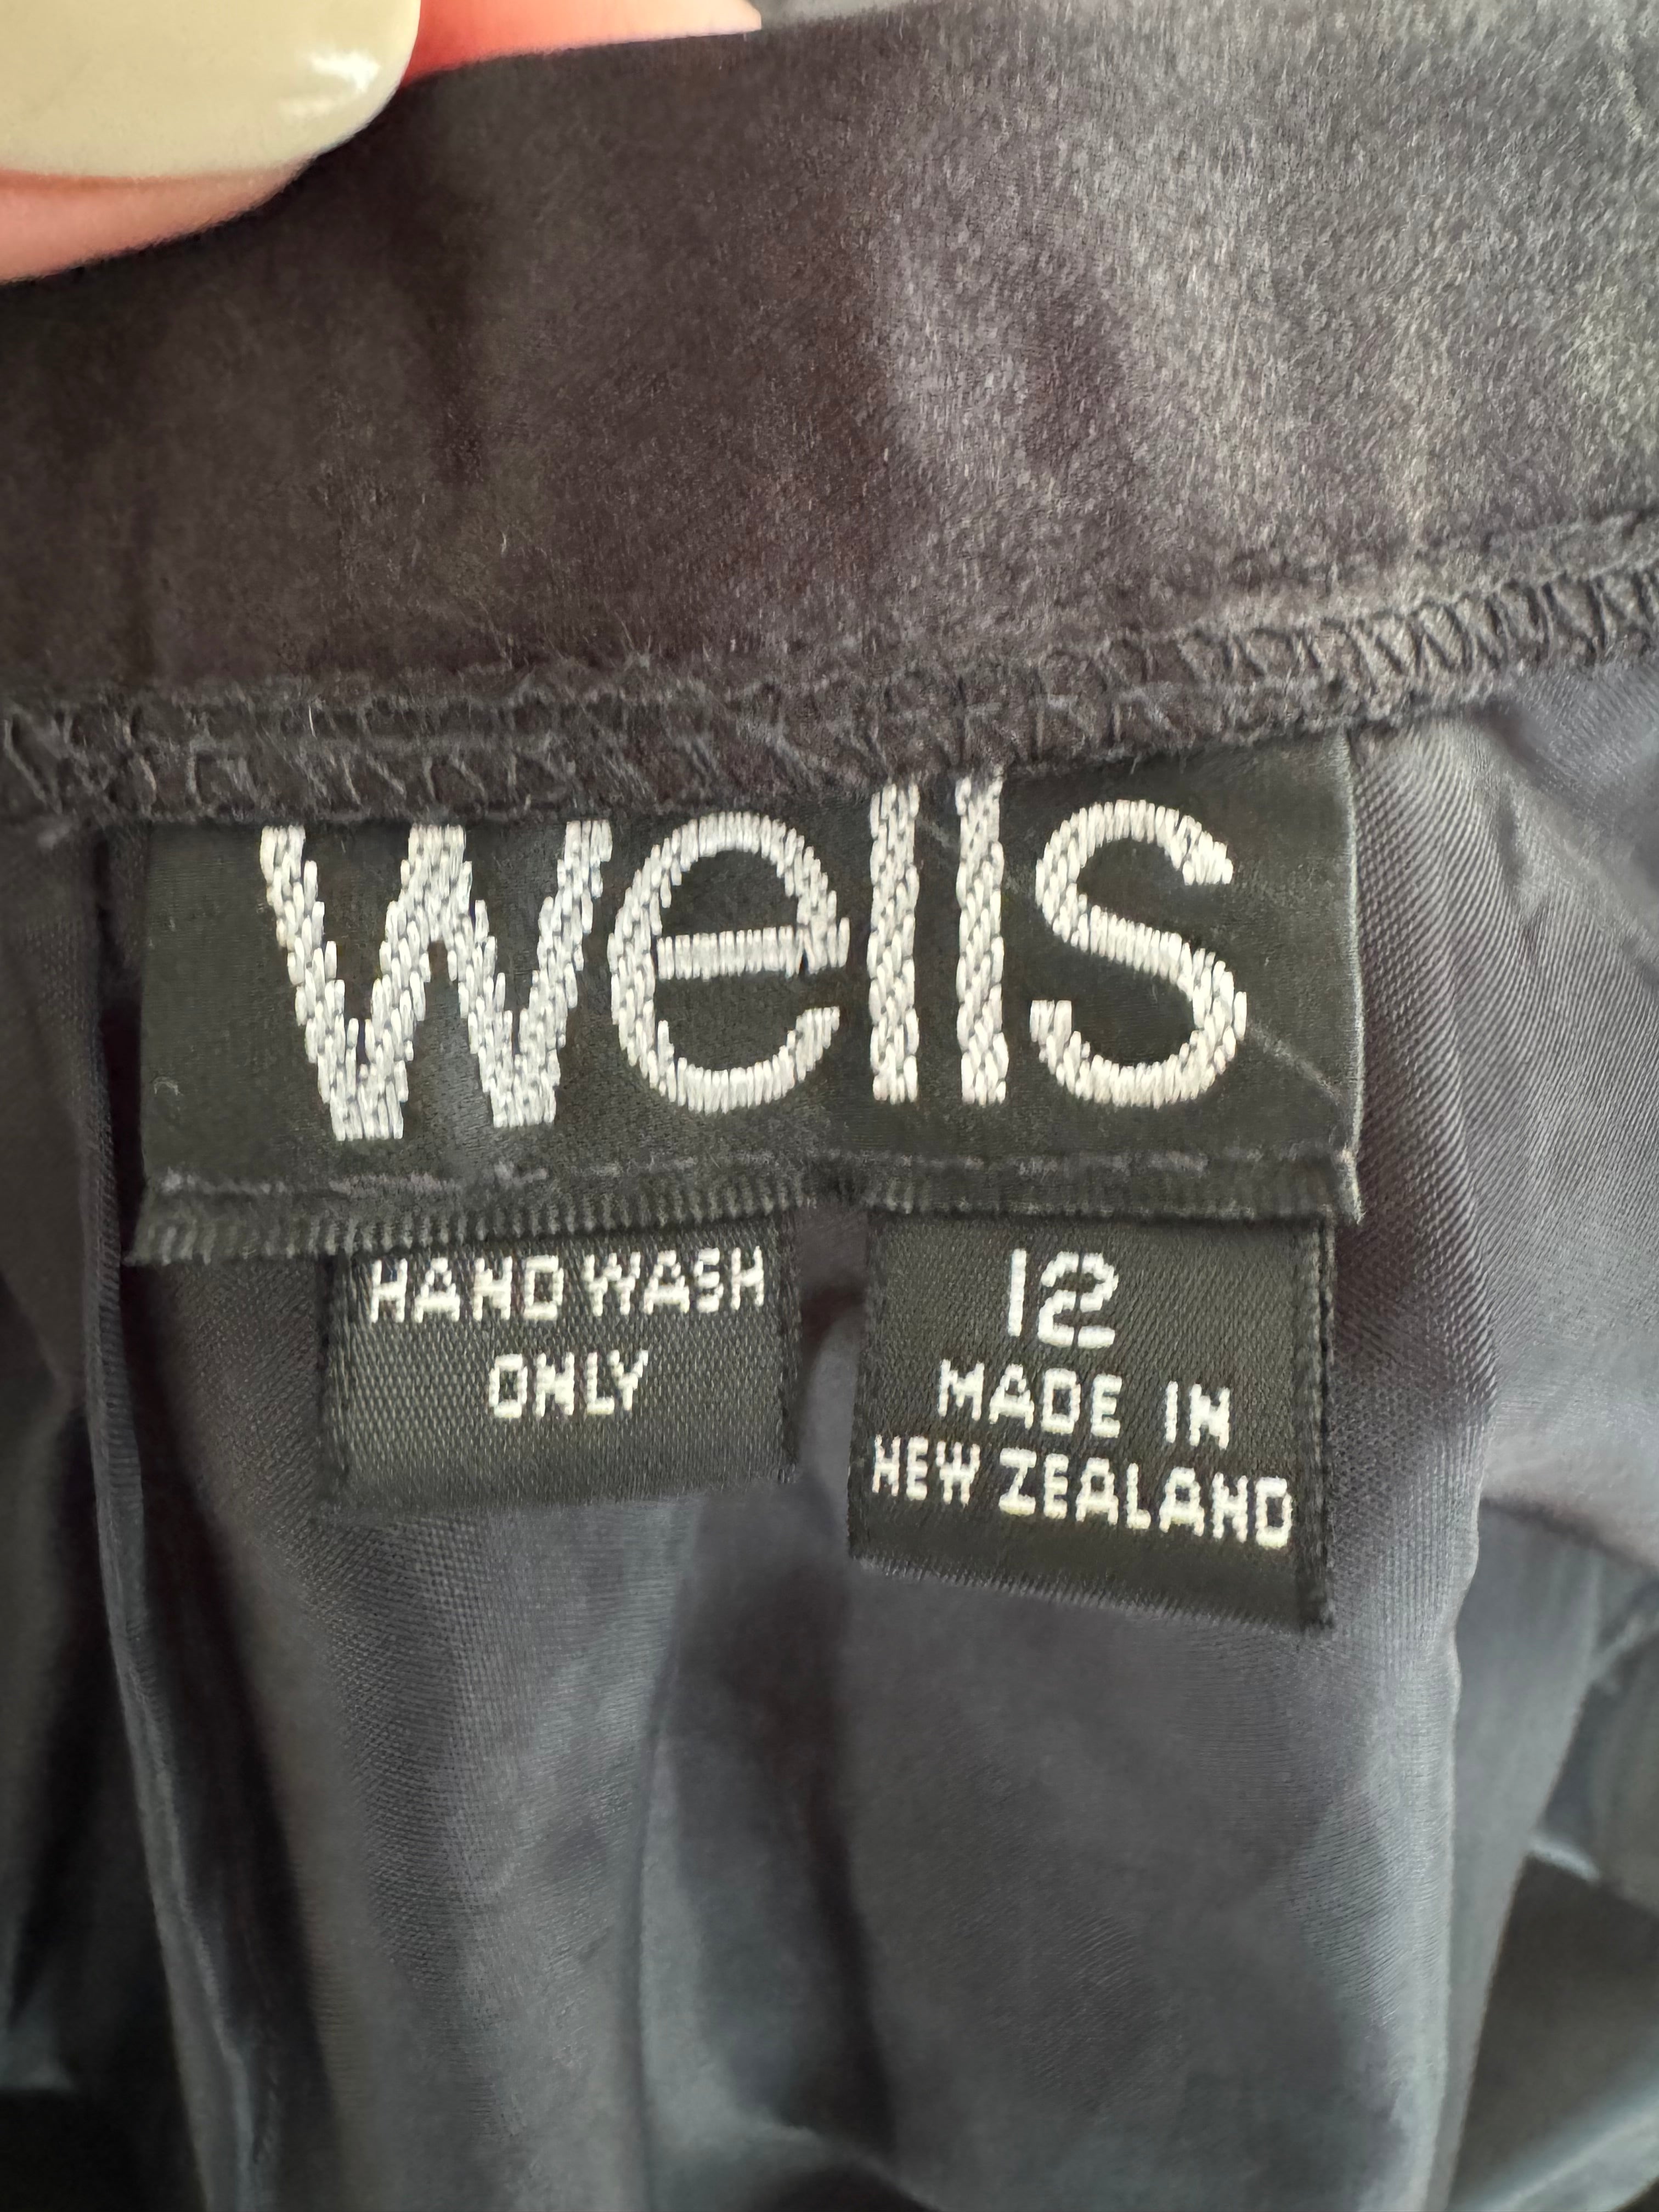 wells
HAND WASH
ONLY
12
MADE IN
NEW ZEALAND